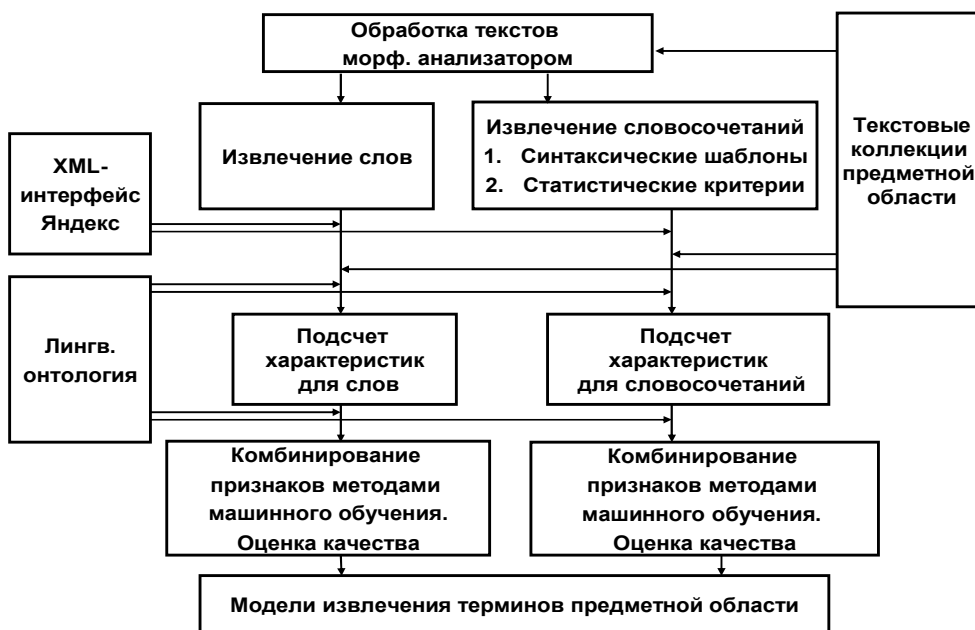 Обработка текстов
морф. анализатором
Извлечение слов
Извлечение словосочетаний
1. Синтаксические шаблоны
2. Статистические критерии
Текстовые
коллекции
предметной
области
XML-
интерфейс
Яндекс
Лингв.
онтология
Подсчет
характеристик
для слов
Подсчет
характеристик
для словосочетаний
Комбинирование
признаков методами
машинного обучения.
Оценка качества
Комбинирование
признаков методами
машинного обучения.
Оценка качества
Модели извлечения терминов предметной области